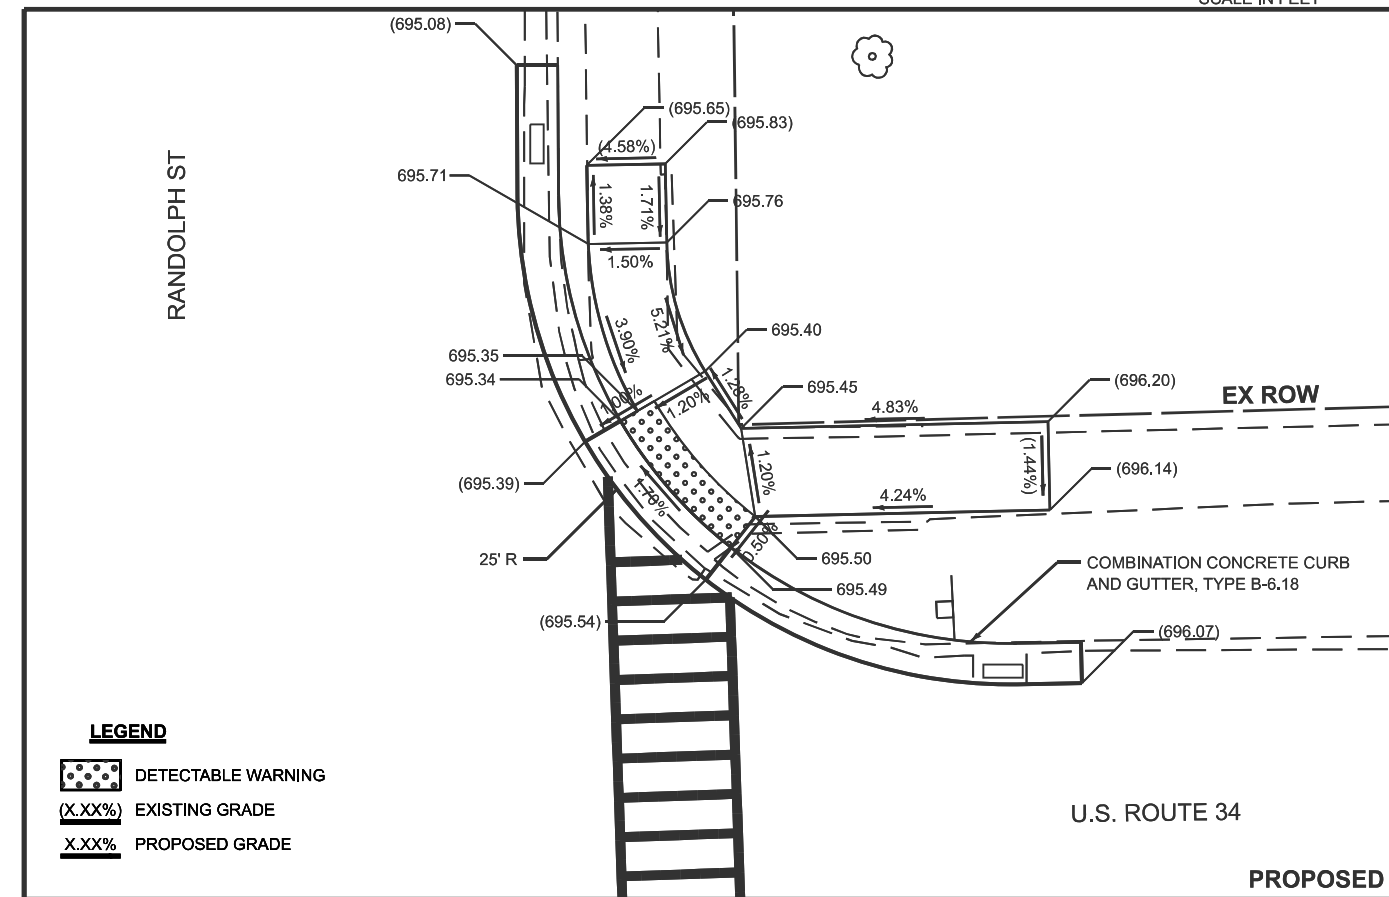 (695.08)
(695.65)
(695.83)
(4.58%)
695.71
1.38%
1.71%
695.76
1.50%
RANDOLPH ST
3.90%
5.21%
695.40
695.35
695.34
1.28%
695.45
(696,20)
EX ROW
1.00%
1.20%
4.83%
(1.44%)
(695.39)
1.20%
(696.14)
1.70%
4.24%
25' R
0.50%
695.50
COMBINATION CONCRETE CURB
AND GUTTER, TYPE B-6.18
695.49
(695.54)
(696.07)
LEGEND
DETECTABLE WARNING
(X.XX%) EXISTING GRADE
X.XX% PROPOSED GRADE
U.S. ROUTE 34
PROPOSED